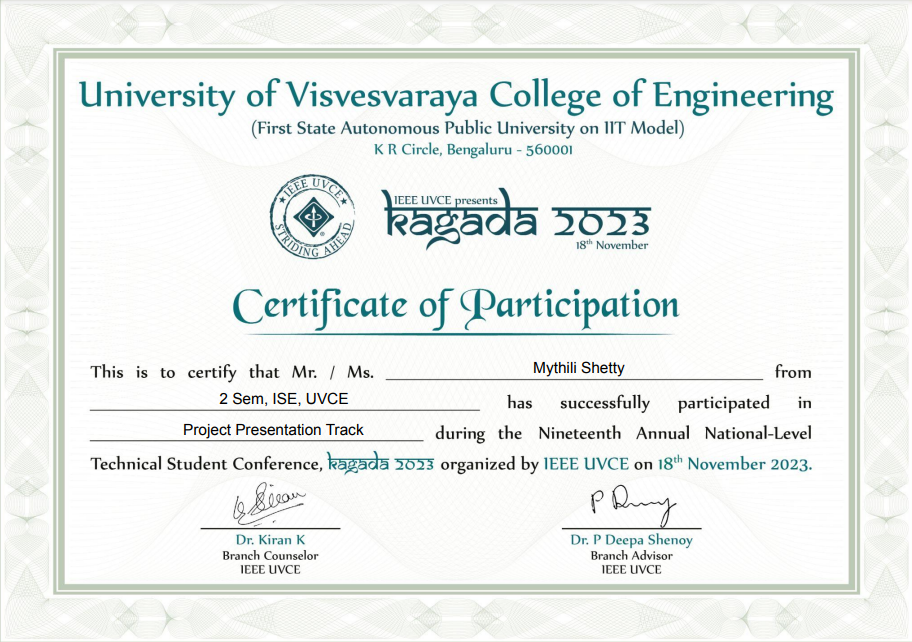 University of Visvesvaraya College of Engineering
(First State Autonomous Public University on IIT Model)
K R Circle, Bengaluru - 560001
IEEE UVCE
STRIDING AHEAD
IEEE UVCE presents
kagada 2023
18th November
Certificate of Participation
This is to certify that Mr. / Ms. Mythili Shetty from
2 Sem, ISE, UVCE has successfully participated in
Project Presentation Track during the Nineteenth Annual National-Level
Technical Student Conference, kagada 2023 organized by IEEE UVCE on 18th November 2023.
Dr. Kiran K
Branch Counselor
IEEE UVCE
Dr. P Deepa Shenoy
Branch Advisor
IEEE UVCE